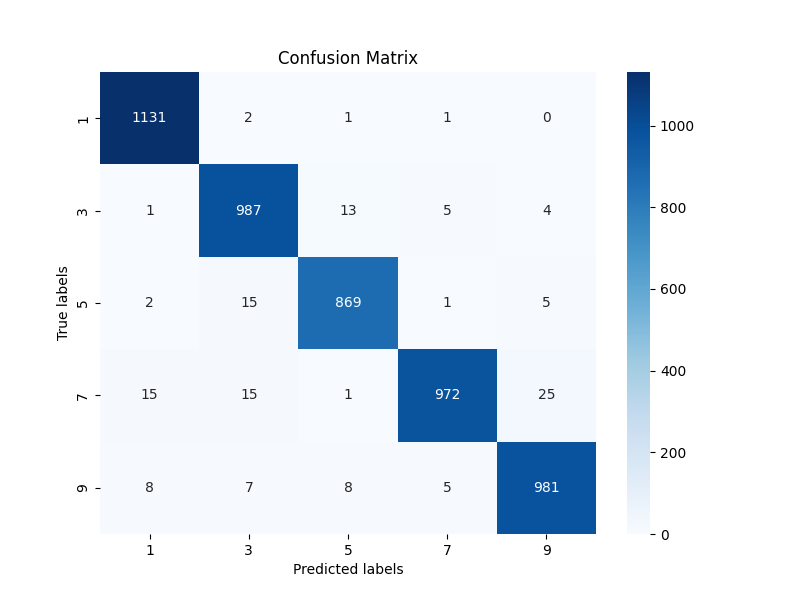 Confusion Matrix
1 1131 2 1 1 0
3 1 987 13 5 4
5 2 15 869 1 5
7 15 15 1 972 25
9 8 7 8 5 981
1 3 5 7 9
Predicted labels
True labels
1000
800
600
400
200
0